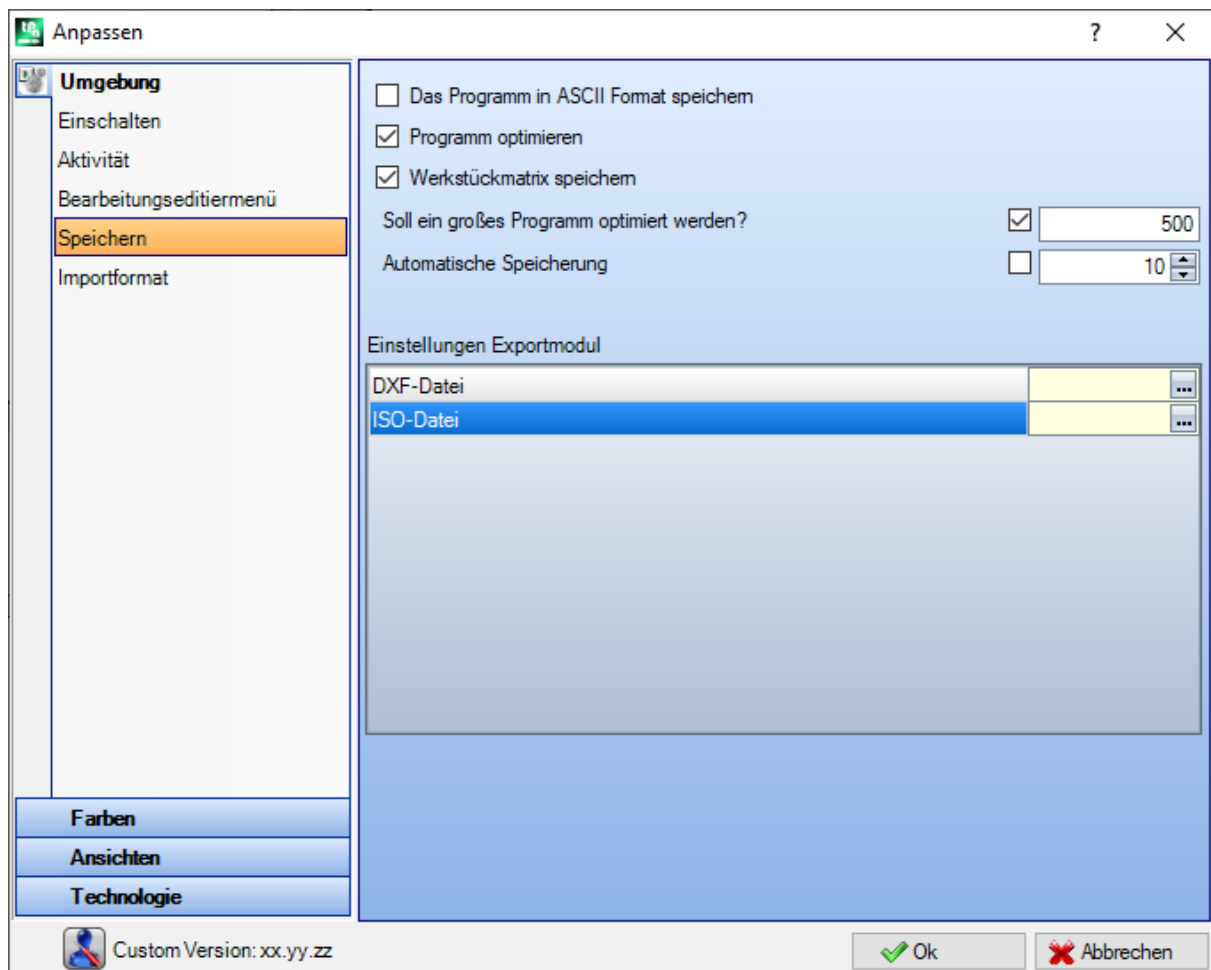 Anpassen
?
Umgebung
Einschalten
Aktivität
Bearbeitungseditiermenü
Speichern
Importformat
Farben
Ansichten
Technologie
Das Programm in ASCII Format speichern
Programm optimieren
Werkstückmatrix speichern
Soll ein großes Programm optimiert werden? 500
Automatische Speicherung 10
Einstellungen Exportmodul
DXF-Datei ...
ISO-Datei ...
Custom Version: xx.yy.zz
Ok
Abbrechen